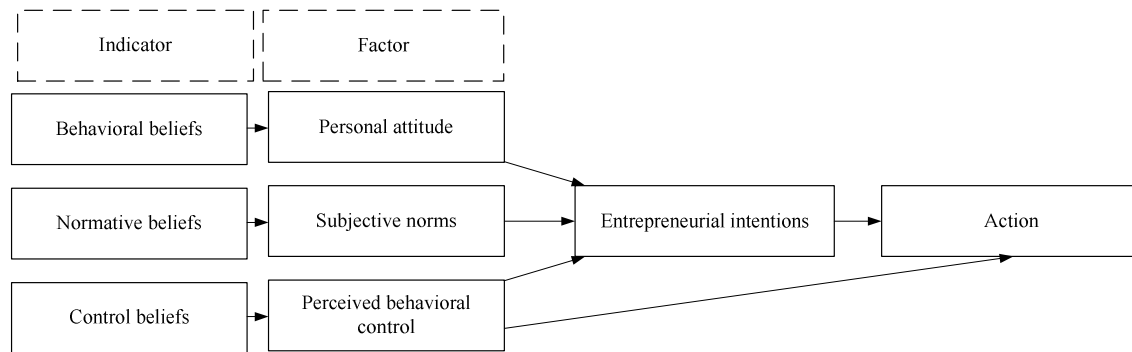 Indicator
Factor
Behavioral beliefs
Personal attitude
Normative beliefs
Subjective norms
Entrepreneurial intentions
Action
Control beliefs
Perceived behavioral
control